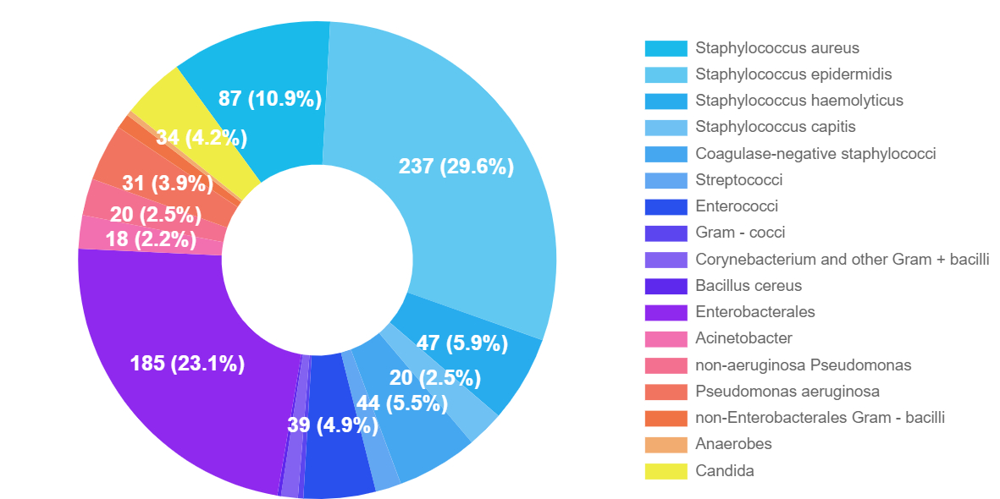 87 (10.9%)
237 (29.6%)
34 (4.2%)
31 (3.9%)
20 (2.5%)
18 (2.2%)
47 (5.9%)
20 (2.5%)
44 (5.5%)
39 (4.9%)
185 (23.1%)
Staphylococcus aureus
Staphylococcus epidermidis
Staphylococcus haemolyticus
Staphylococcus capitis
Coagulase-negative staphylococci
Streptococci
Enterococci
Gram - cocci
Corynebacterium and other Gram + bacilli
Bacillus cereus
Enterobacterales
Acinetobacter
non-aeruginosa Pseudomonas
Pseudomonas aeruginosa
non-Enterobacterales Gram - bacilli
Anaerobes
Candida